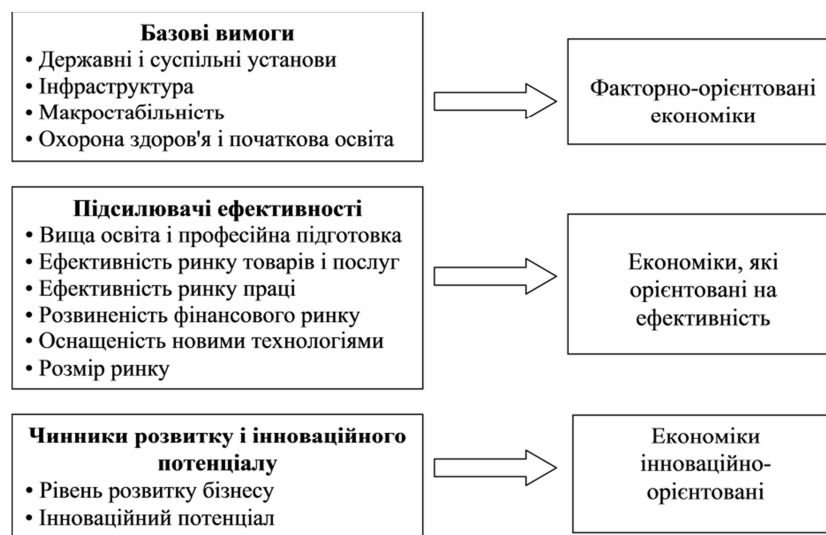 Базові вимоги
• Державні і суспільні установи
• Інфраструктура
• Макростабільність
• Охорона здоров'я і початкова освіта
Факторно-орієнтовані
економіки
Підсилювачі ефективності
• Вища освіта і професійна підготовка
• Ефективність ринку товарів і послуг
• Ефективність ринку праці
• Розвиненість фінансового ринку
• Оснащеність новими технологіями
• Розмір ринку
Економіки, які
орієнтовані на
ефективність
Чинники розвитку і інноваційного
потенціалу
• Рівень розвитку бізнесу
• Інноваційний потенціал
Економіки
інноваційно-
орієнтовані